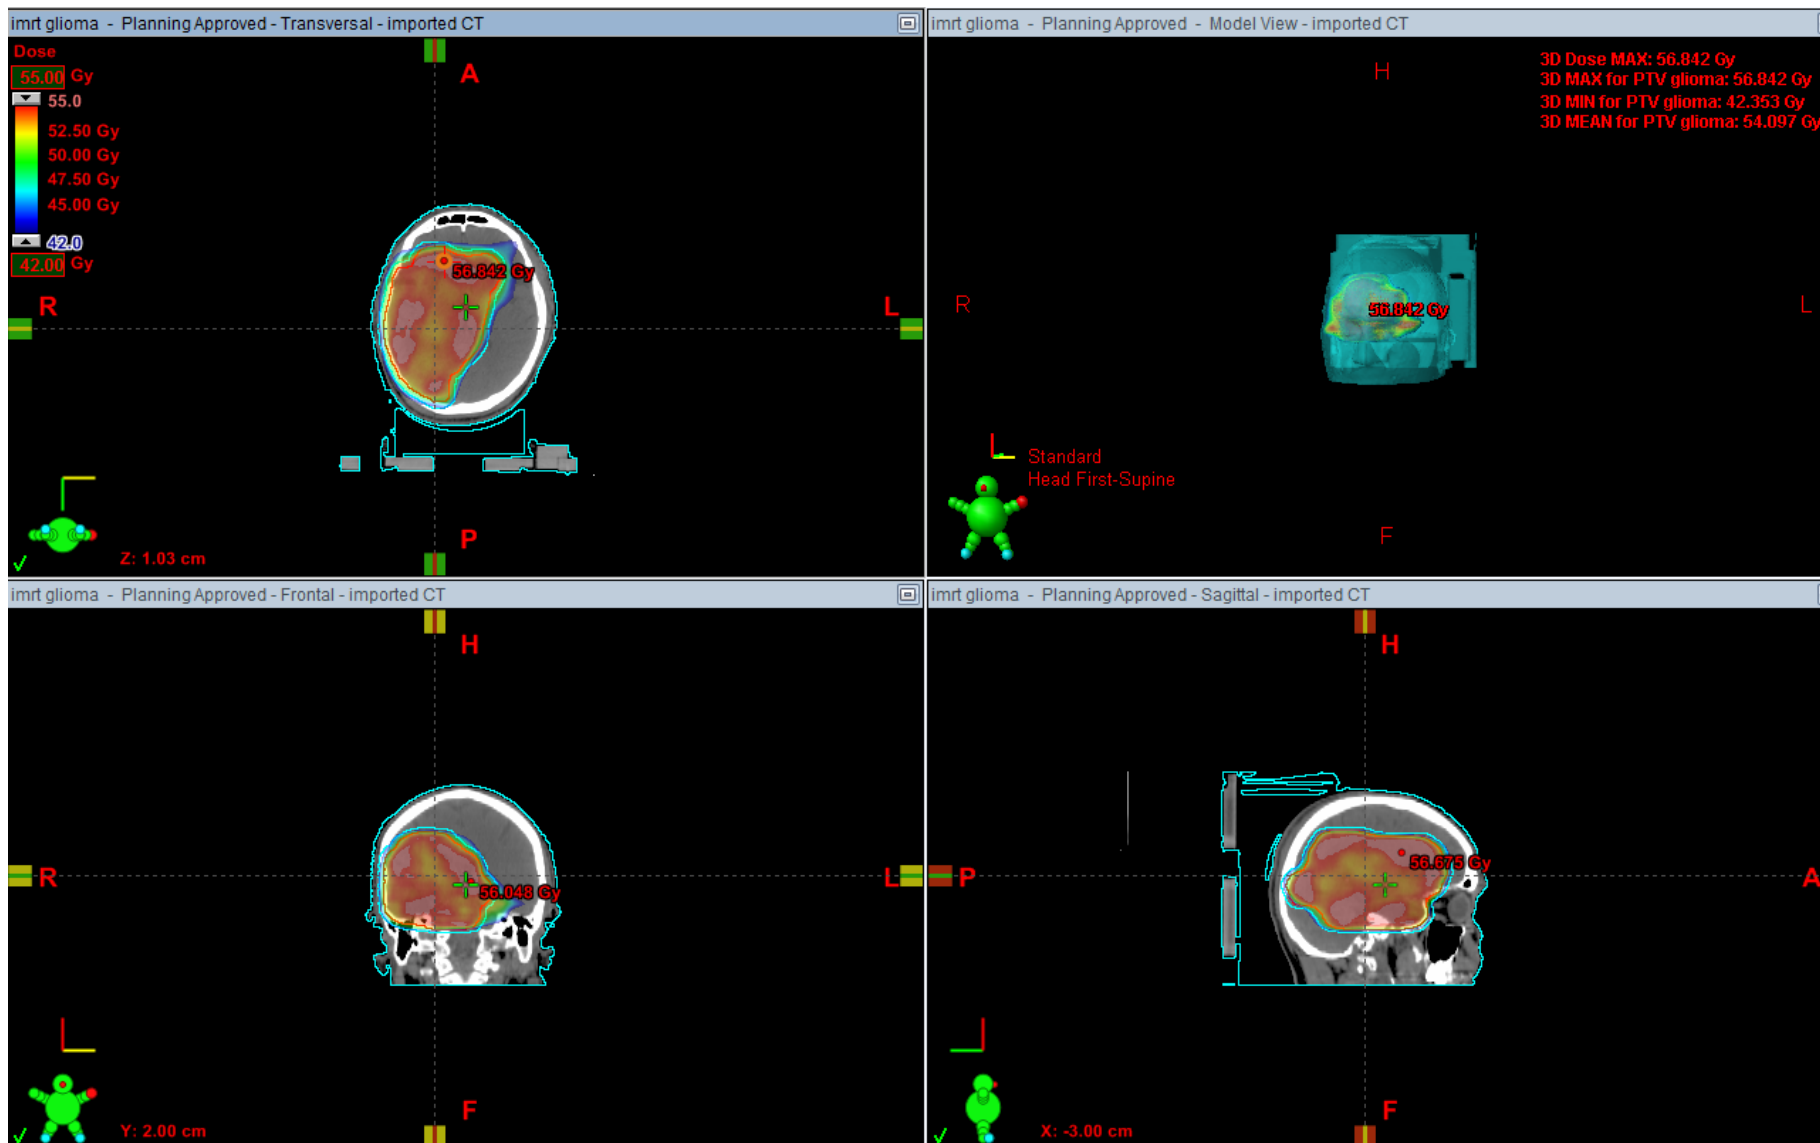 imrt glioma - Planning Approved - Transversal - imported CT
Dose
55.00 Gy
55.0
52.50 Gy
50.00 Gy
47.50 Gy
45.00 Gy
42.0
42.00 Gy
A
R
L
P
56.842 Gy
Z: 1.03 cm
imrt glioma - Planning Approved - Model View - imported CT
3D Dose MAX: 56.842 Gy
3D MAX for PTV glioma: 56.842 Gy
3D MIN for PTV glioma: 42.353 Gy
3D MEAN for PTV glioma: 54.097 Gy
H
R
L
56.842 Gy
Standard
Head First-Supine
F
imrt glioma - Planning Approved - Frontal - imported CT
H
R
L
56.048 Gy
F
Y: 2.00 cm
imrt glioma - Planning Approved - Sagittal - imported CT
H
P
A
56.675 Gy
F
X: -3.00 cm